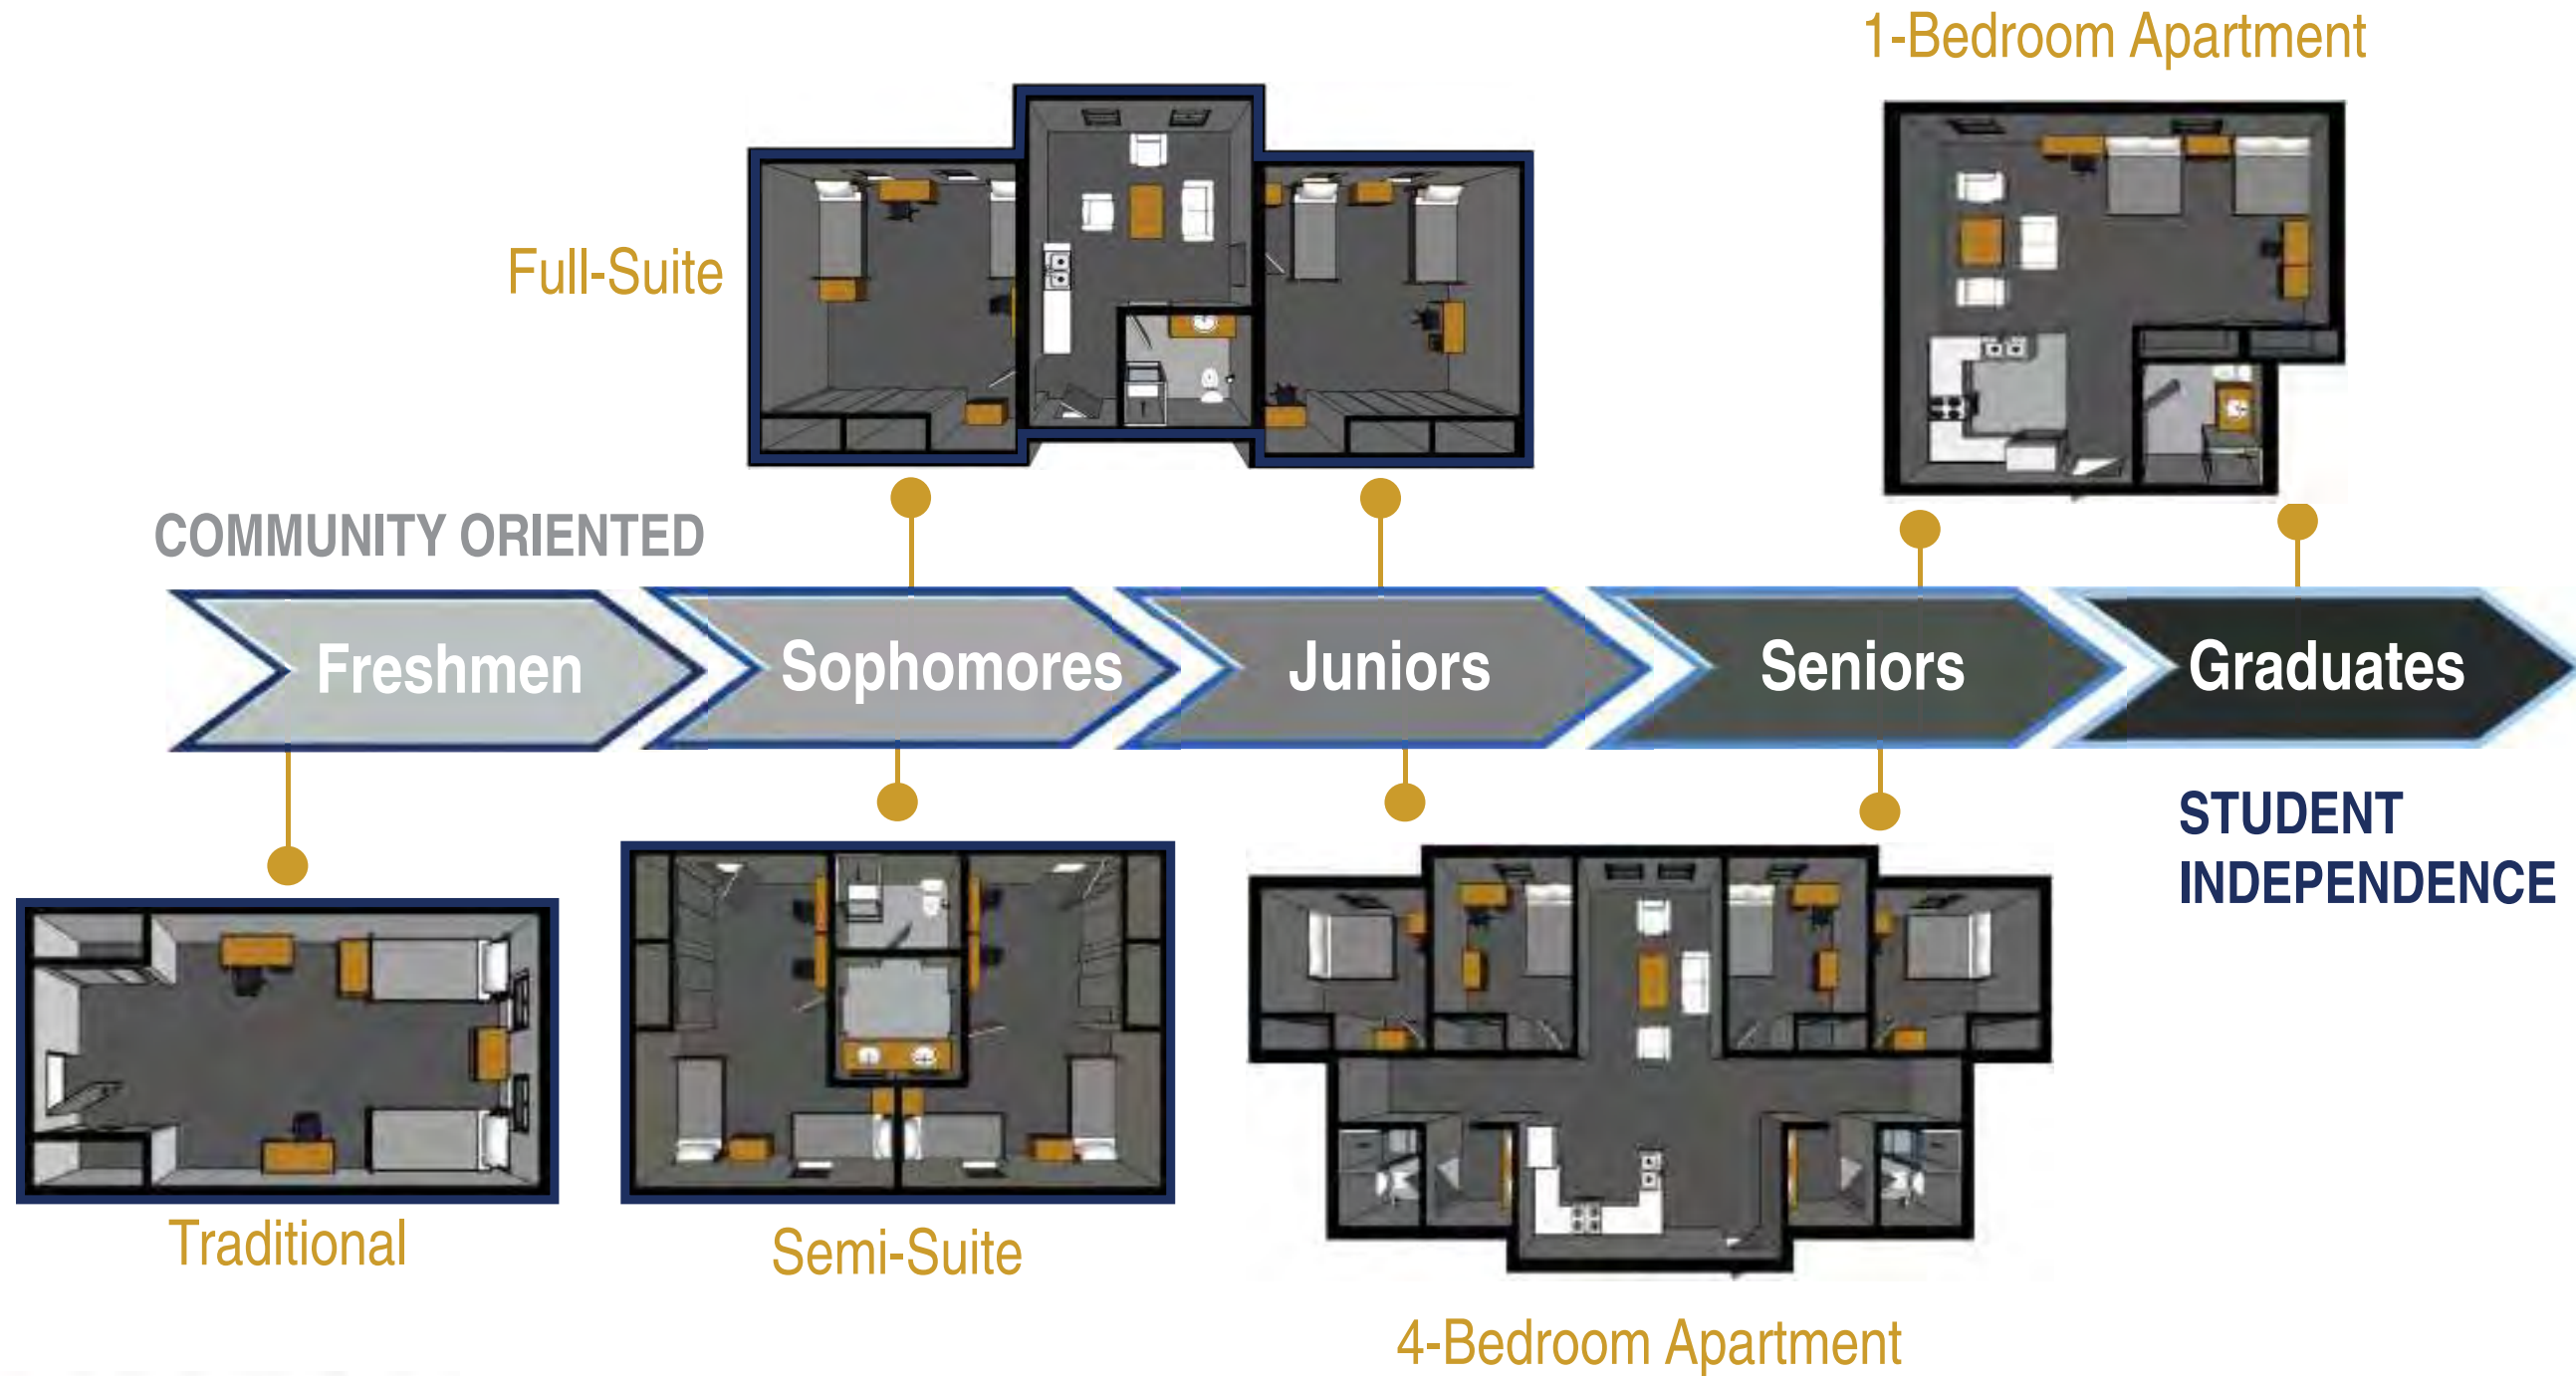 1-Bedroom Apartment
Full-Suite
COMMUNITY ORIENTED
Freshmen
Sophomores
Juniors
Seniors
Graduates
STUDENT
INDEPENDENCE
Traditional
Semi-Suite
4-Bedroom Apartment